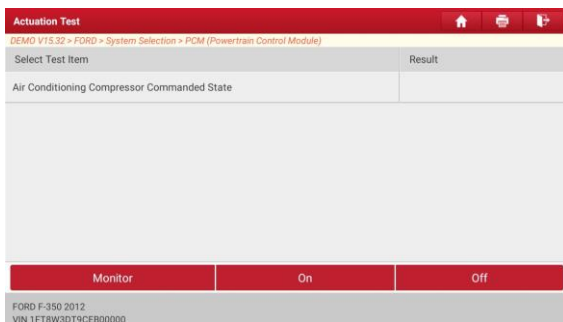 Actuation Test
DEMO V15.32 > FORD > System Selection > PCM (Powertrain Control Module)
Select Test Item Result
Air Conditioning Compressor Commanded State
Monitor On Off
FORD F-350 2012
VIN 1FT8W3DT9CEB00000